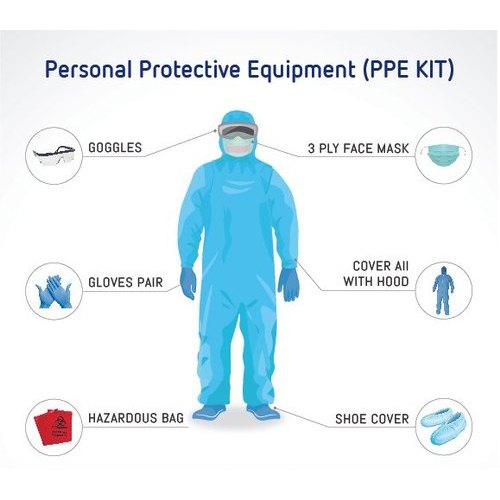 Personal Protective Equipment (PPE KIT)
GOGGLES
3 PLY FACE MASK
GLOVES PAIR
COVER All
WITH HOOD
HAZARDOUS BAG
SHOE COVER